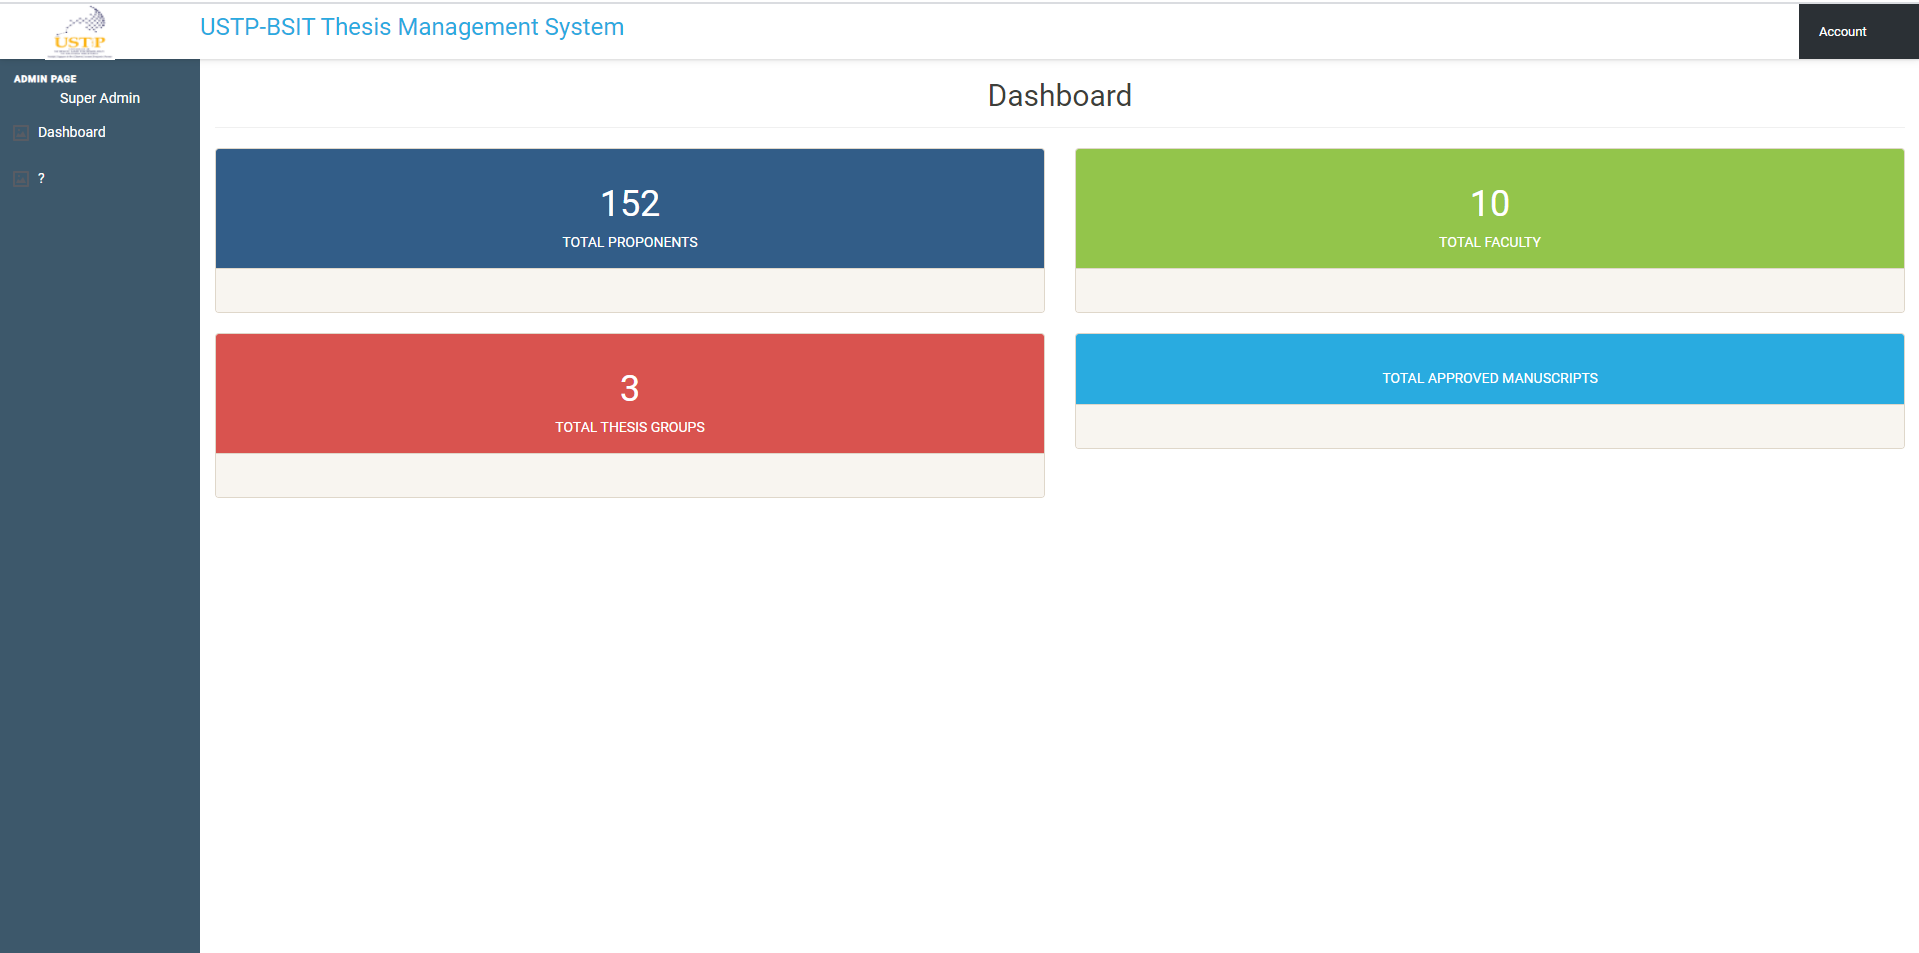 USTP
USTP-BSIT Thesis Management System
Account
ADMIN PAGE
Super Admin
Dashboard
?
Dashboard
152
TOTAL PROPONENTS
10
TOTAL FACULTY
3
TOTAL THESIS GROUPS
TOTAL APPROVED MANUSCRIPTS